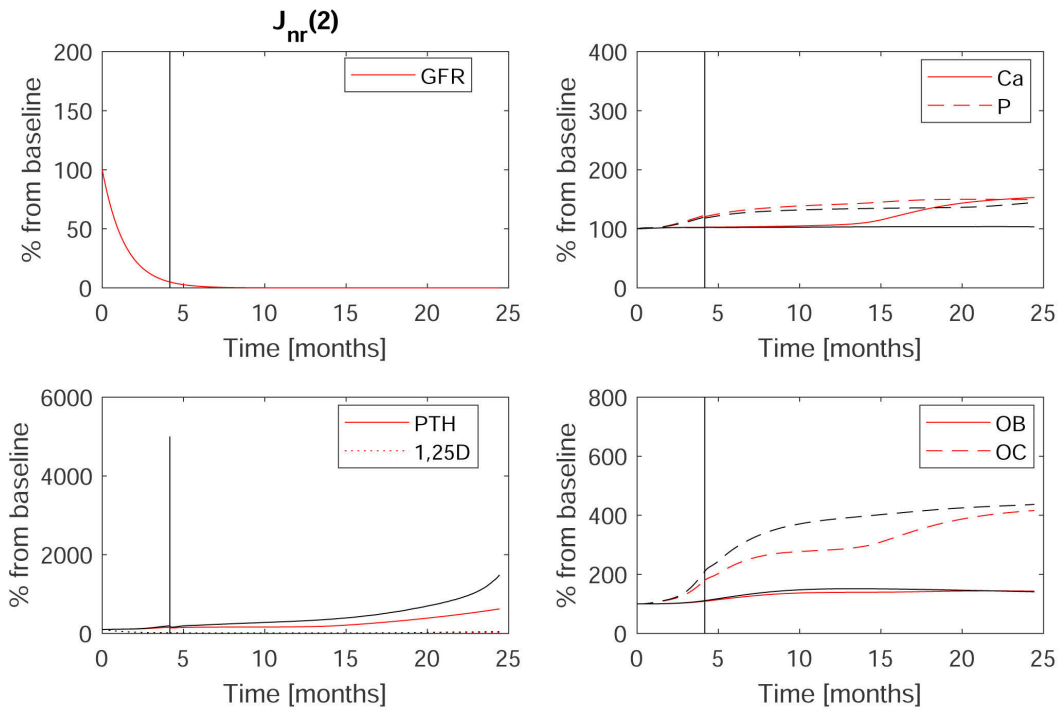 J_nr(2)
200
150
100
50
0
% from baseline
GFR
0 5 10 15 20 25
Time [months]
400
300
200
100
0
% from baseline
Ca
P
0 5 10 15 20 25
Time [months]
6000
4000
2000
0
% from baseline
PTH
1,25D
0 5 10 15 20 25
Time [months]
800
600
400
200
0
% from baseline
OB
OC
0 5 10 15 20 25
Time [months]